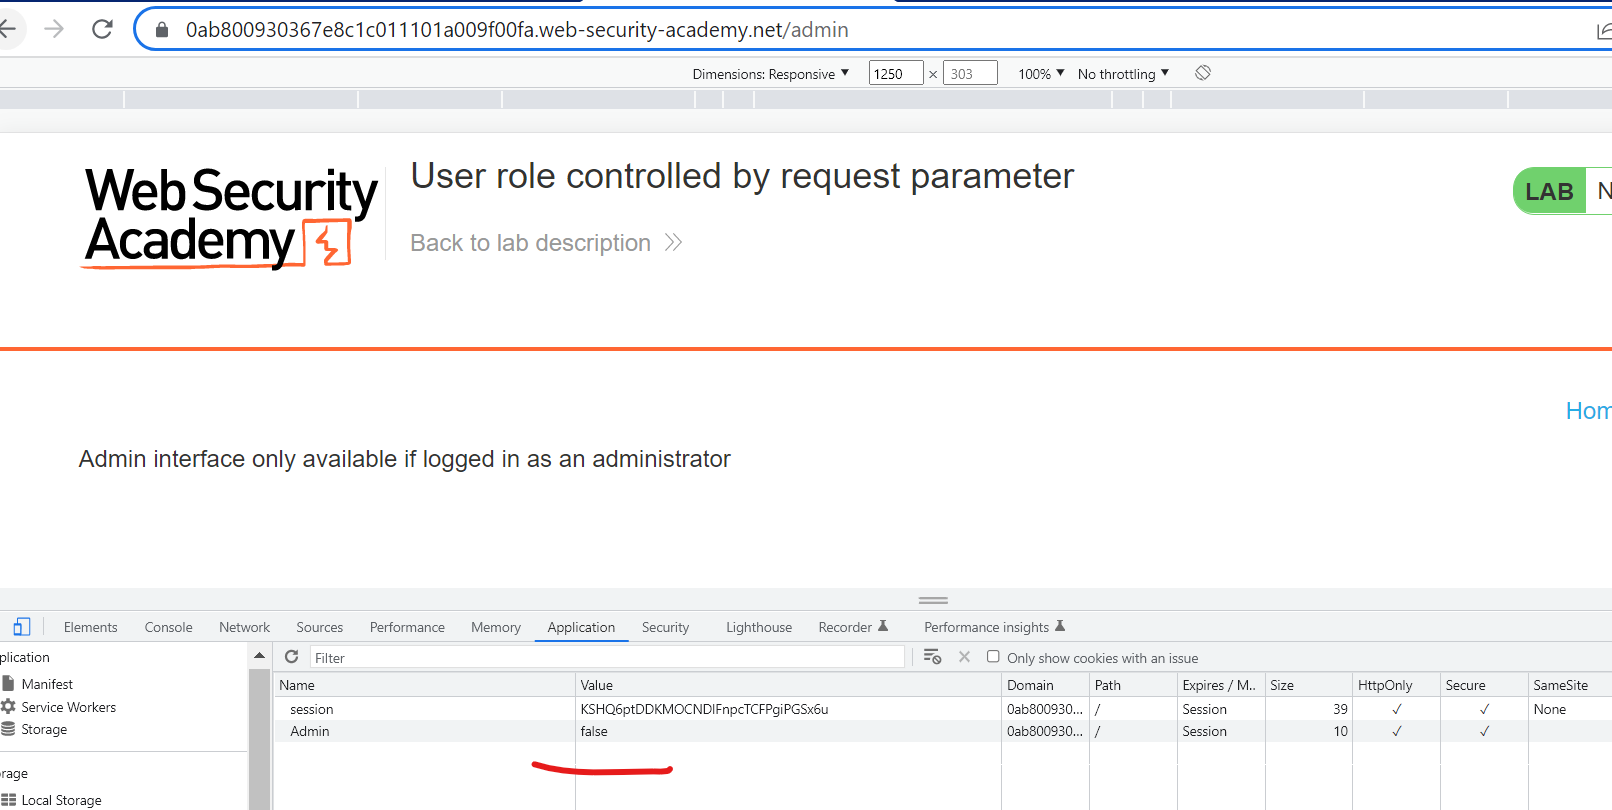 0ab800930367e8c1c011101a009f00fa.web-security-academy.net/admin
Dimensions: Responsive 1250 × 303 100% No throttling
Web Security
Academy
User role controlled by request parameter
Back to lab description
LAB N
Hom
Admin interface only available if logged in as an administrator
Elements Console Network Sources Performance Memory Application Security Lighthouse Recorder Performance insights
plication
Filter
Only show cookies with an issue
Manifest
Service Workers
Storage
rage
Local Storage
Name Value Domain Path Expires / M.. Size HttpOnly Secure SameSite
session KSHQ6ptDDKMOCNDIFnpcTCFPgiPGSx6u 0ab800930... / Session 39 ✓ ✓ None
Admin false 0ab800930... / Session 10 ✓ ✓